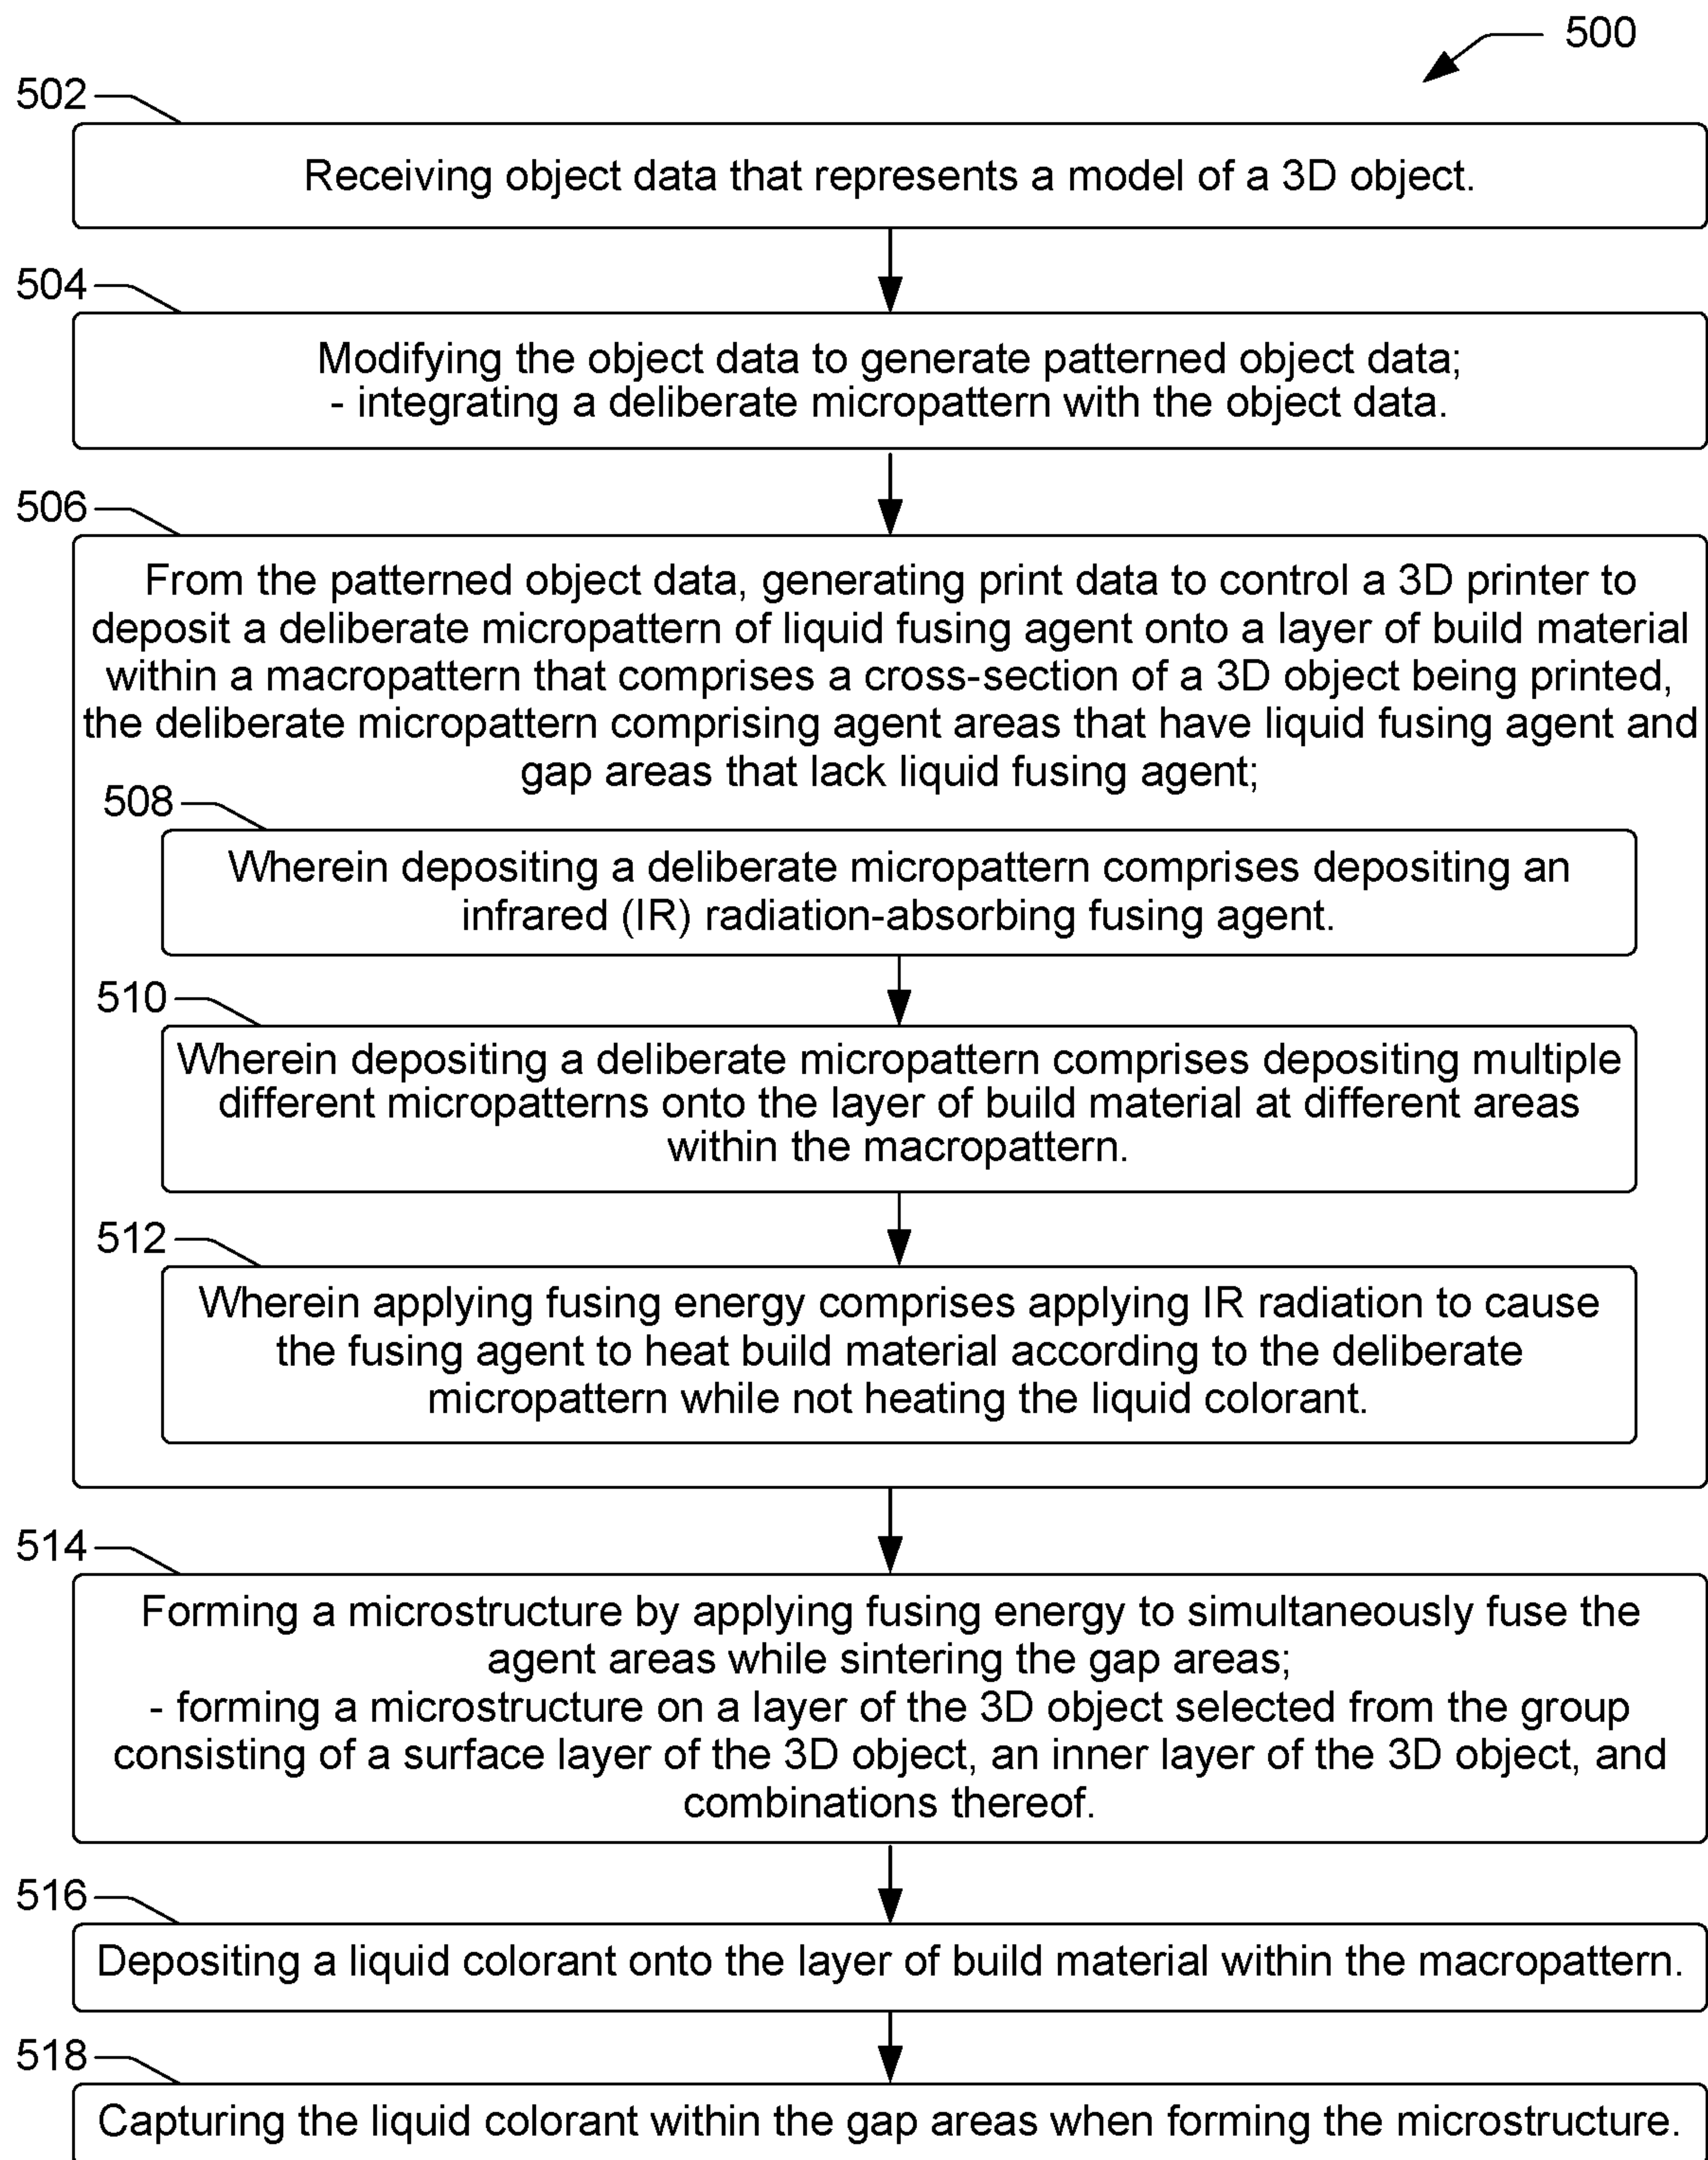 500
502
Receiving object data that represents a model of a 3D object.
504
Modifying the object data to generate patterned object data;
- integrating a deliberate micropattern with the object data.
506
From the patterned object data, generating print data to control a 3D printer to
deposit a deliberate micropattern of liquid fusing agent onto a layer of build material
within a macropattern that comprises a cross-section of a 3D object being printed,
the deliberate micropattern comprising agent areas that have liquid fusing agent and
gap areas that lack liquid fusing agent;
508
Wherein depositing a deliberate micropattern comprises depositing an
infrared (IR) radiation-absorbing fusing agent.
510
Wherein depositing a deliberate micropattern comprises depositing multiple
different micropatterns onto the layer of build material at different areas
within the macropattern.
512
Wherein applying fusing energy comprises applying IR radiation to cause
the fusing agent to heat build material according to the deliberate
micropattern while not heating the liquid colorant.
514
Forming a microstructure by applying fusing energy to simultaneously fuse the
agent areas while sintering the gap areas;
- forming a microstructure on a layer of the 3D object selected from the group
consisting of a surface layer of the 3D object, an inner layer of the 3D object, and
combinations thereof.
516
Depositing a liquid colorant onto the layer of build material within the macropattern.
518
Capturing the liquid colorant within the gap areas when forming the microstructure.